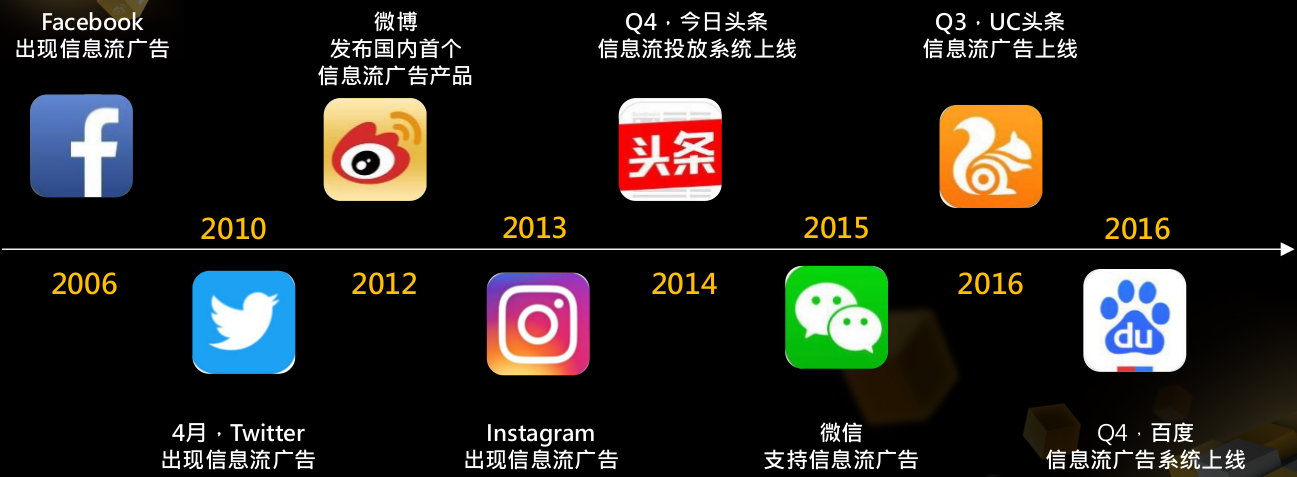 Facebook
出现信息流广告
微博
发布国内首个
信息流广告产品
Q4，今日头条
信息流投放系统上线
Q3，UC头条
信息流广告上线
头条
2010
2013
2015
2016
2006
2012
2014
2016
du
4月，Twitter
出现信息流广告
Instagram
出现信息流广告
微信
支持信息流广告
Q4，百度
信息流广告系统上线